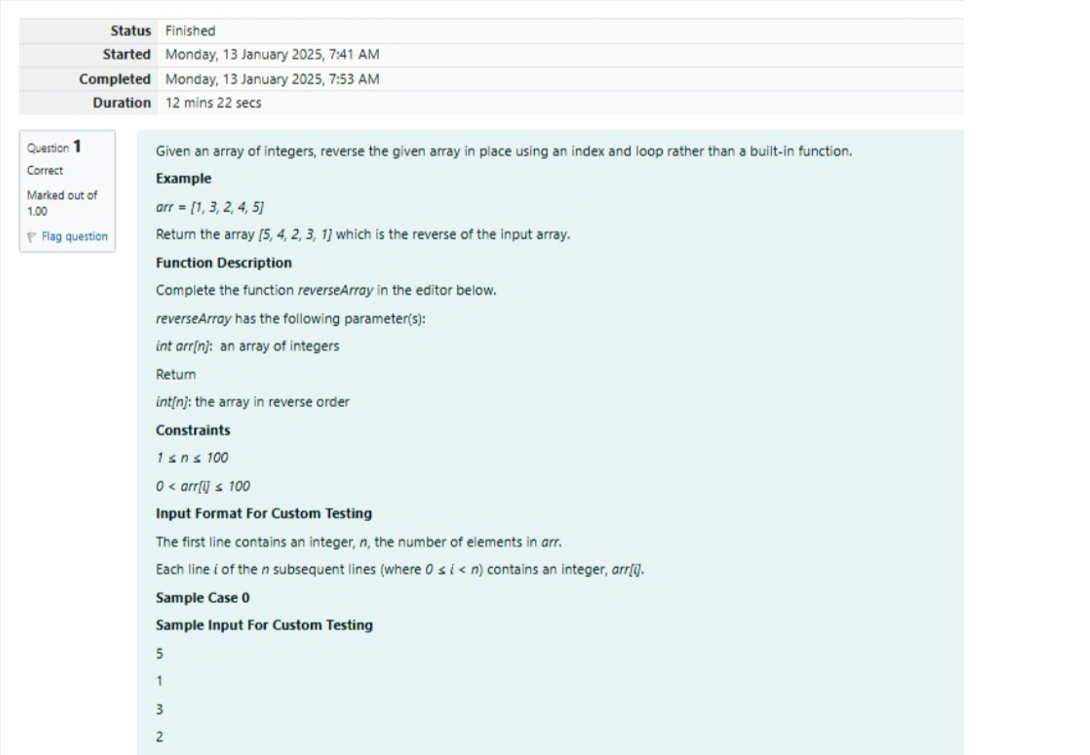 Status Finished
Started Monday, 13 January 2025, 7:41 AM
Completed Monday, 13 January 2025, 7:53 AM
Duration 12 mins 22 secs
Question 1
Correct
Marked out of
1.00
Flag question
Given an array of integers, reverse the given array in place using an index and loop rather than a built-in function.
Example
arr = [1, 3, 2, 4, 5]
Return the array [5, 4, 2, 3, 1] which is the reverse of the input array.
Function Description
Complete the function reverseArray in the editor below.
reverseArray has the following parameter(s):
int arr[n]: an array of integers
Return
int[n]: the array in reverse order
Constraints
1 ≤ n ≤ 100
0 < arr[i] ≤ 100
Input Format For Custom Testing
The first line contains an integer, n, the number of elements in arr.
Each line i of the n subsequent lines (where 0 ≤ i < n) contains an integer, arr[i].
Sample Case 0
Sample Input For Custom Testing
5
1
3
2